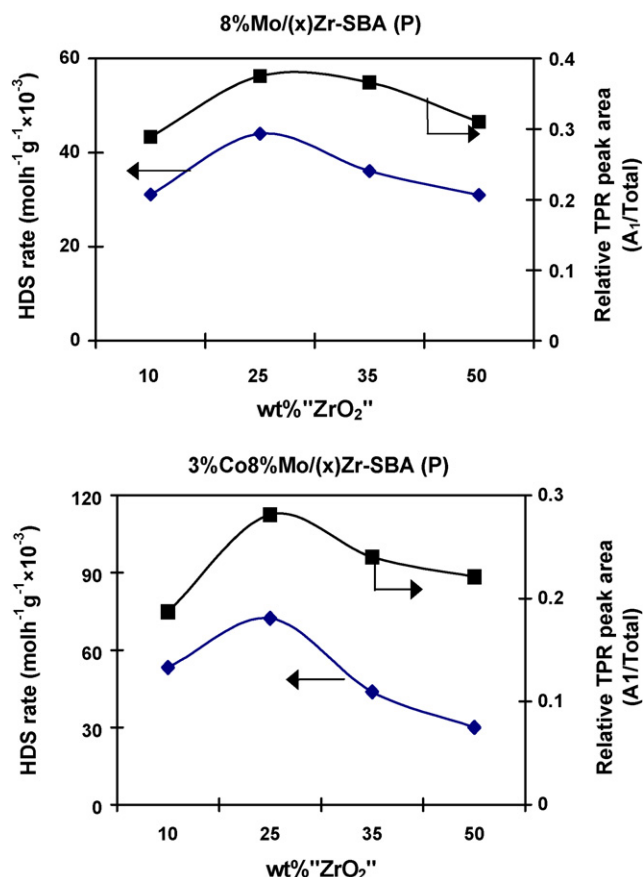 8%Mo/(x)Zr-SBA (P)
HDS rate (molh⁻¹g⁻¹×10⁻³)
60
40
20
0
0.4
0.3
0.2
0.1
0
Relative TPR peak area
(A₁/Total)
10 25 35 50
wt%"ZrO₂"
3%Co8%Mo/(x)Zr-SBA (P)
HDS rate (molh⁻¹g⁻¹×10⁻³)
120
90
60
30
0
0.3
0.2
0.1
0
Relative TPR peak area
(A1/Total)
10 25 35 50
wt%"ZrO₂"